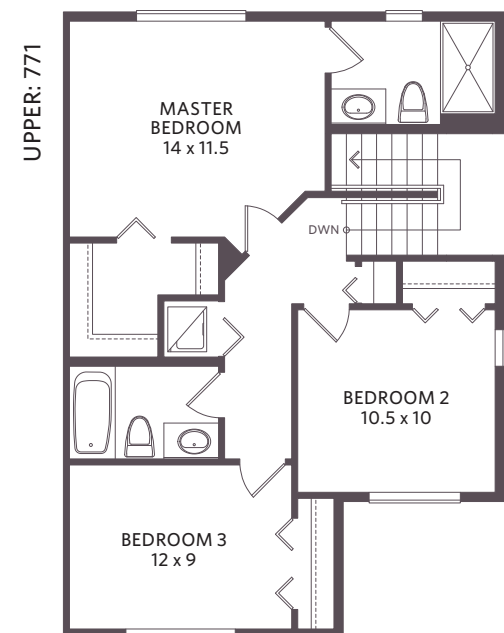 UPPER: 771
MASTER
BEDROOM
14 x 11.5
DWN
BEDROOM 2
10.5 x 10
BEDROOM 3
12 x 9